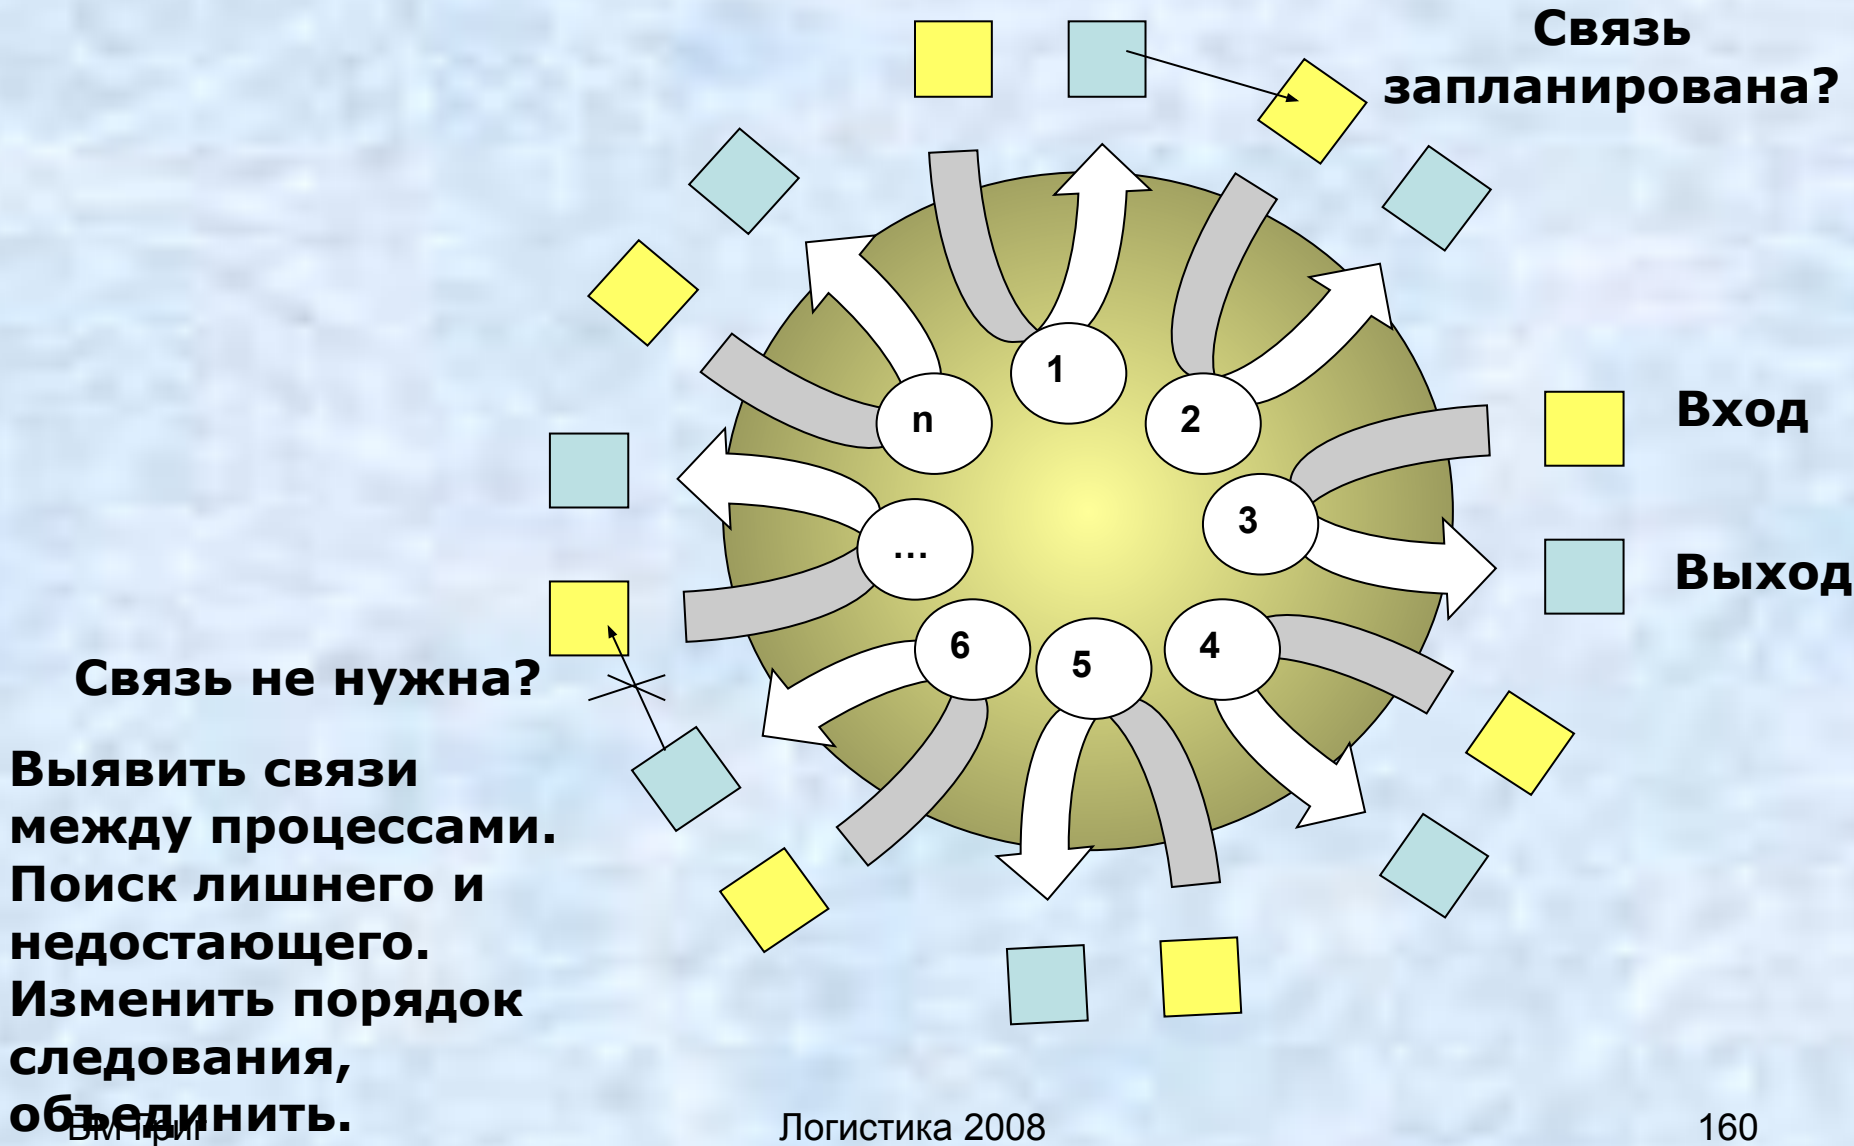 Связь
запланирована?
1
2
3
4
5
6
...
n
Вход
Выход
Связь не нужна?
Выявить связи
между процессами.
Поиск лишнего и
недостающего.
Изменить порядок
следования,
объединить.
Логистика 2008
160